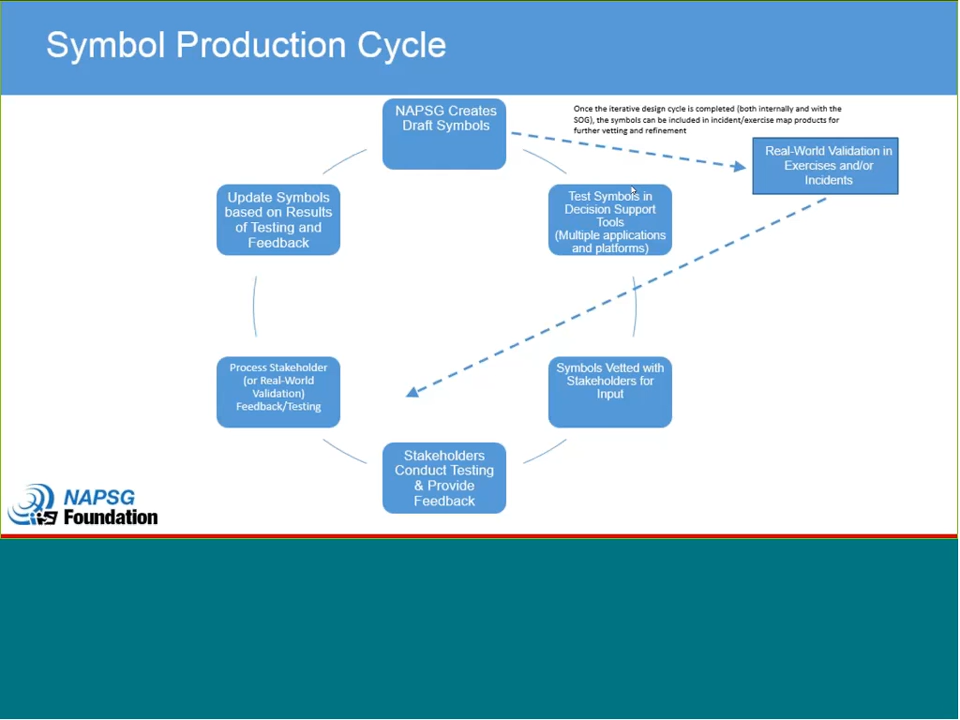 Symbol Production Cycle
NAPSG Creates
Draft Symbols
Once the iterative design cycle is completed (both internally and with the
SOG), the symbols can be included in incident/exercise map products for
further vetting and refinement
Real-World Validation in
Exercises and/or
Incidents
Test Symbols in
Decision Support
Tools
(Multiple applications
and platforms)
Symbols Vetted with
Stakeholders for
Input
Stakeholders
Conduct Testing
& Provide
Feedback
Process Stakeholder
(or Real-World
Validation)
Feedback/Testing
Update Symbols
based on Results
of Testing and
Feedback
NAPSG
Foundation